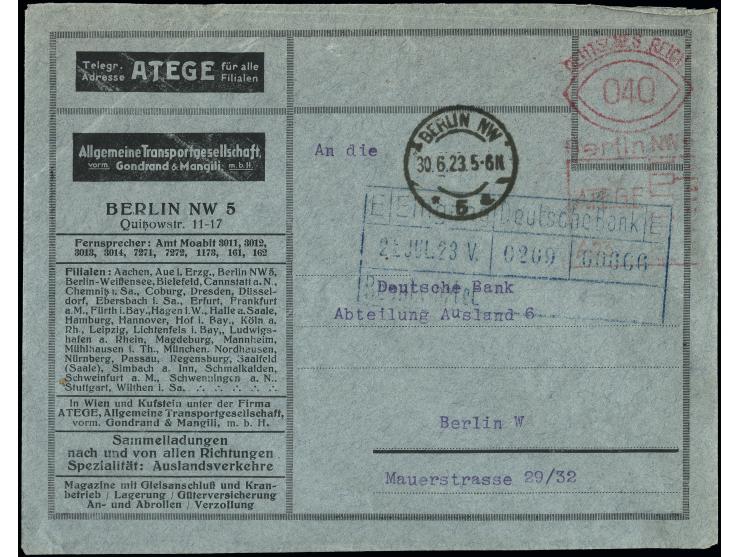 Telegr. Adresse ATEGE für alle Filialen
Allgemeine Transportgesellschaft,
vorm. Gondrand & Mangili, m. b. H.
BERLIN NW 5
Quitzowstr. 11-17
Fernsprecher: Amt Moabit 3011, 3012,
3013, 3014, 7271, 7272, 1173, 161, 162
Filialen: Aachen, Aue i. Erzg., Berlin NW5,
Berlin-Weißensee, Bielefeld, Cannstatt a. N.,
Chemnitz i. Sa., Coburg, Dresden, Düssel-
dorf, Ebersbach i. Sa., Erfurt, Frankfurt
a. M., Fürth i. Bay., Hagen i. W., Halle a. Saale,
Hamburg, Hannover, Hof i. Bay., Köln a.
Rh., Leipzig, Lichtenfels i. Bay., Ludwigs-
hafen a. Rhein, Magdeburg, Mannheim,
Mühlhausen i. Th., München, Nordhausen,
Nürnberg, Passau, Regensburg, Saalfeld
(Saale), Simbach a. Inn, Schmalkalden,
Schweinfurt a. M., Schwenningen a. N.,
Stuttgart, Wilthen i. Sa.
In Wien und Kufstein unter der Firma
ATEGE, Allgemeine Transportgesellschaft,
vorm. Gondrand & Mangili, m. b. H.
Sammelladungen
nach und von allen Richtungen
Spezialität: Auslandsverkehre
Magazine mit Gleisanschluß und Kran-
betrieb / Lagerung / Güterversicherung
An- und Abrollen / Verzollung
DEUTSCHES REICH
040
Berlin NW
ATEGE
BERLIN NW
30.6.23.5-6N
* 5 a
An die
Deutsche Bank
JUL. 23 V. 0209 00866
Deutsche Bank
Abteilung Ausland 6
Berlin W
Mauerstrasse 29/32